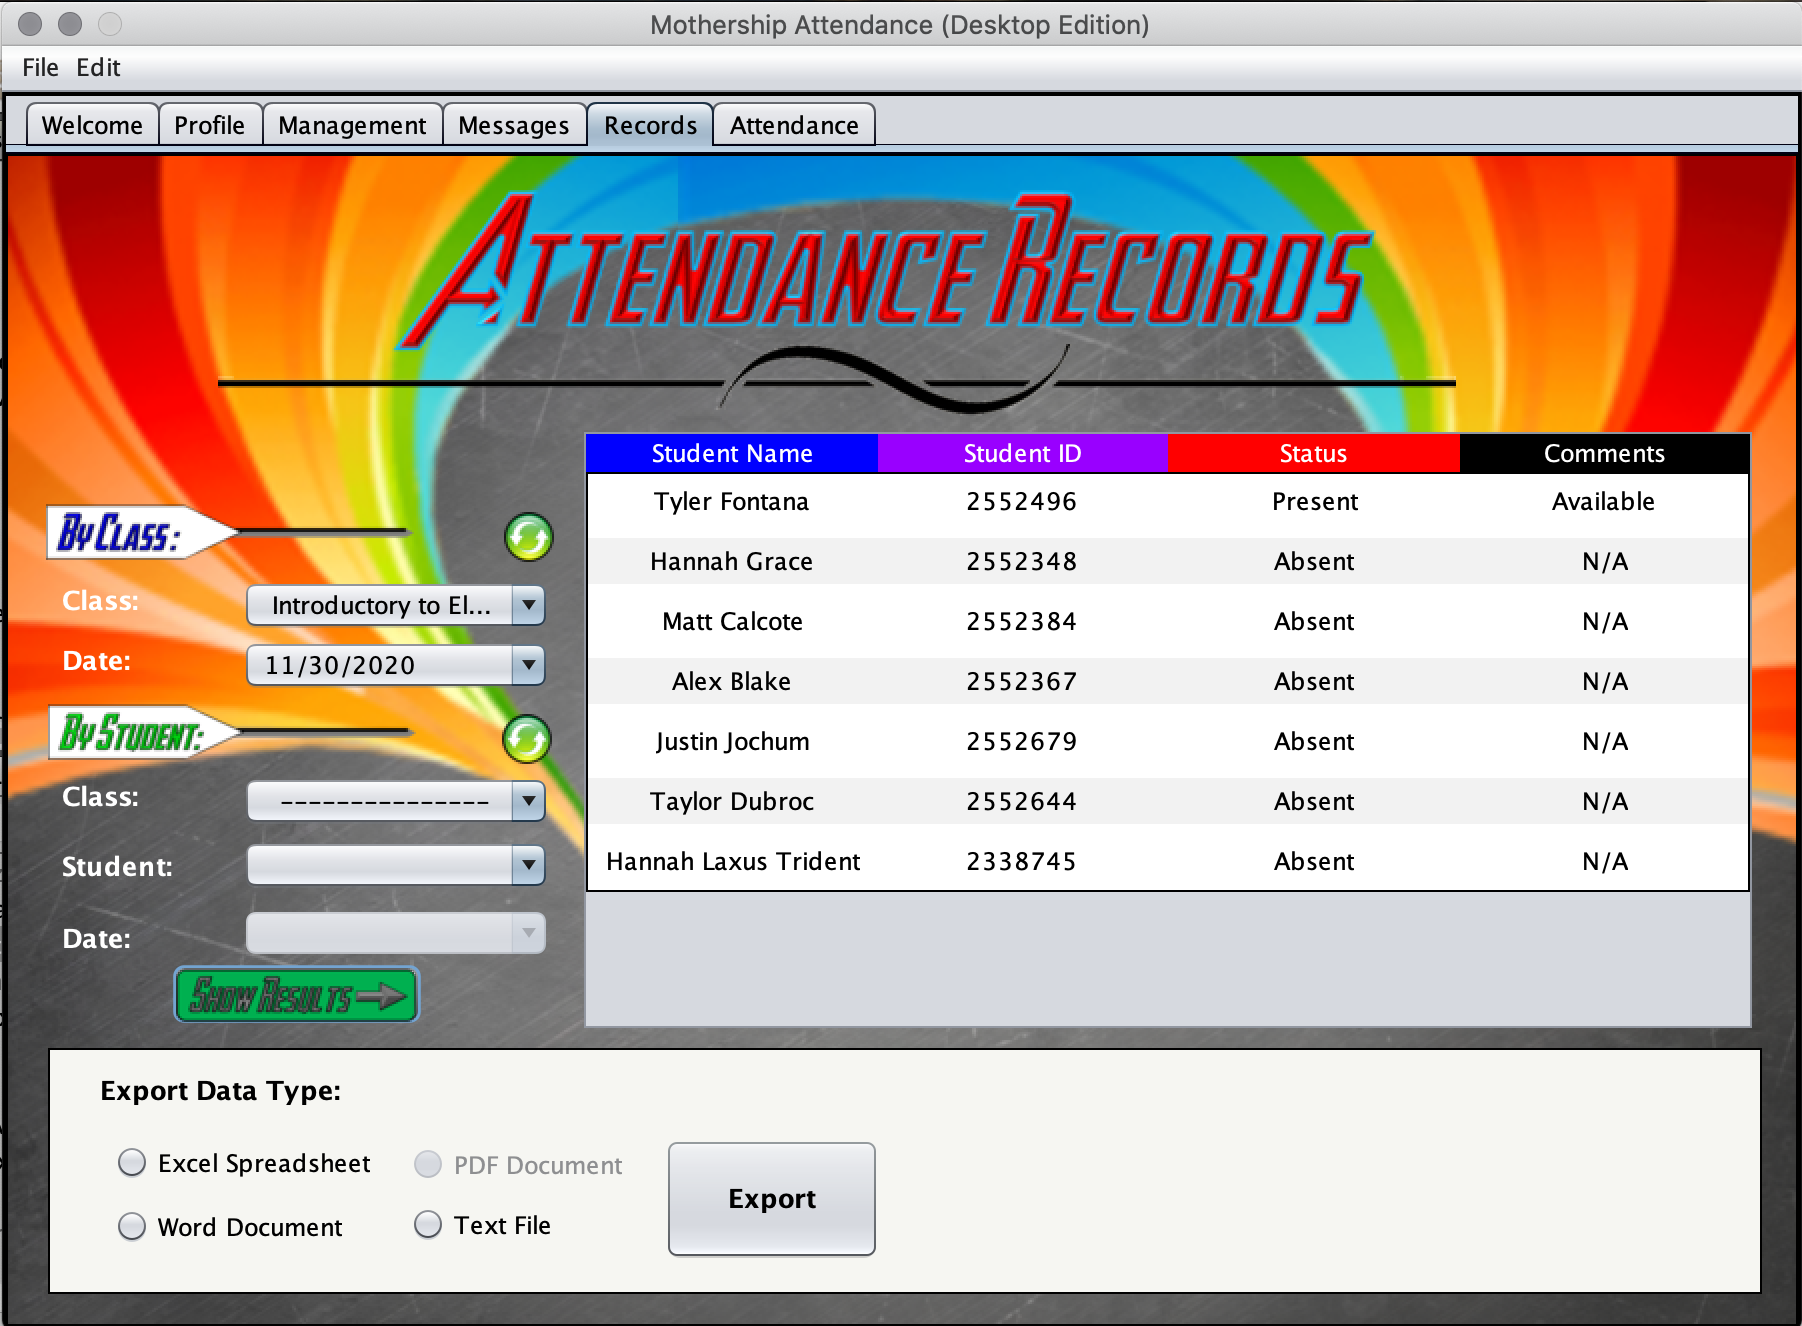 Mothership Attendance (Desktop Edition)
File Edit
Welcome Profile Management Messages Records Attendance
ATTENDANCE RECORDS
Student Name Student ID Status Comments
Tyler Fontana 2552496 Present Available
Hannah Grace 2552348 Absent N/A
Matt Calcote 2552384 Absent N/A
Alex Blake 2552367 Absent N/A
Justin Jochum 2552679 Absent N/A
Taylor Dubroc 2552644 Absent N/A
Hannah Laxus Trident 2338745 Absent N/A
BY CLASS:
Class: Introductory to El...
Date: 11/30/2020
BY STUDENT:
Class: ---------------
Student:
Date:
SHOW RESULTS
Export Data Type:
Excel Spreadsheet PDF Document
Word Document Text File
Export